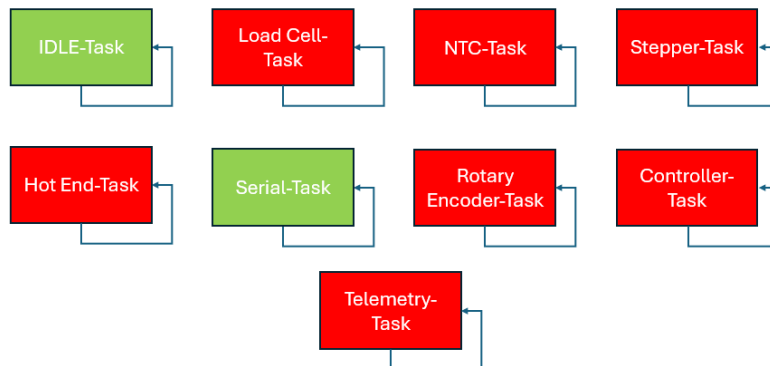 IDLE-Task
Load Cell-
Task
NTC-Task
Stepper-Task
Hot End-Task
Serial-Task
Rotary
Encoder-Task
Controller-
Task
Telemetry-
Task